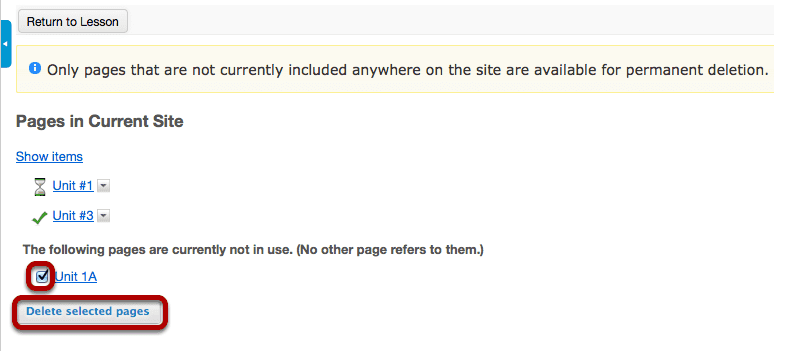 Return to Lesson
Only pages that are not currently included anywhere on the site are available for permanent deletion.
Pages in Current Site
Show items
Unit #1
Unit #3
The following pages are currently not in use. (No other page refers to them.)
Unit 1A
Delete selected pages